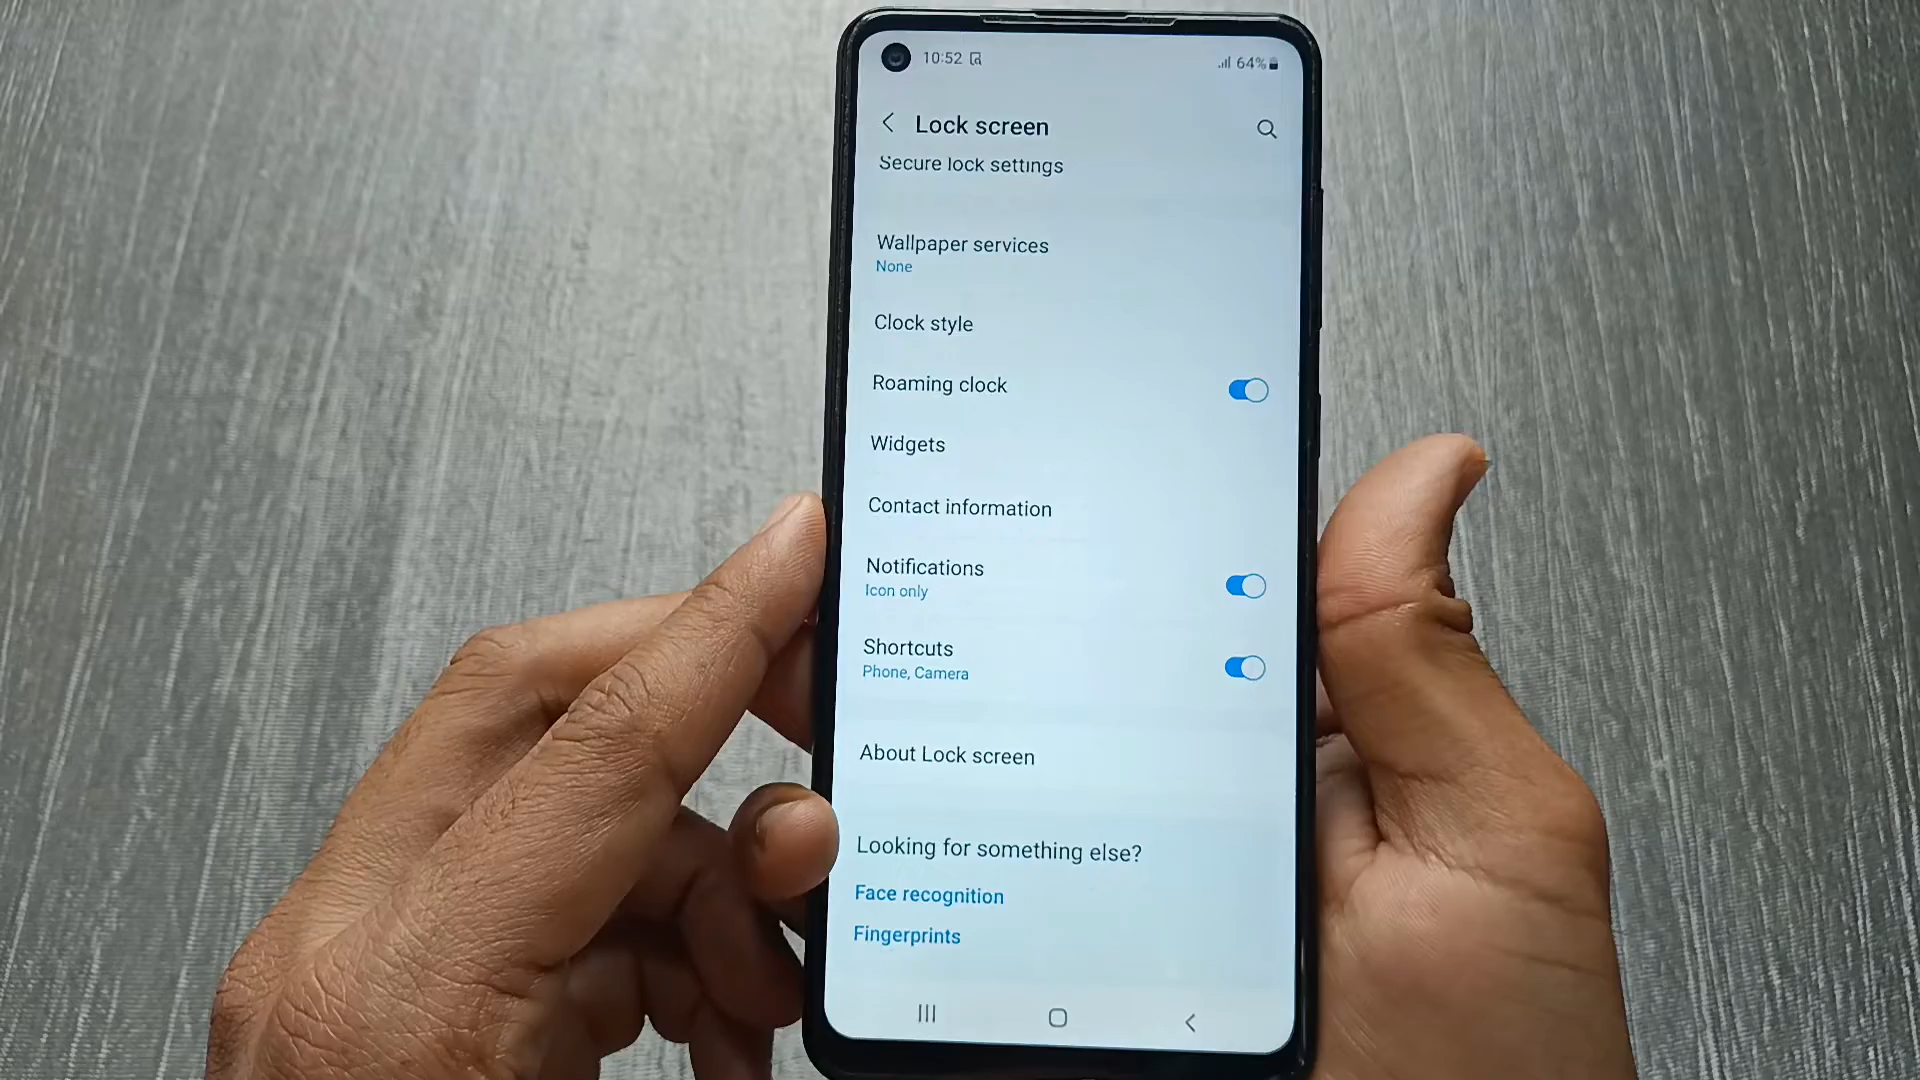 10:52
64%
Lock screen
Secure lock settings
Wallpaper services
None
Clock style
Roaming clock
Widgets
Contact information
Notifications
Icon only
Shortcuts
Phone, Camera
About Lock screen
Looking for something else?
Face recognition
Fingerprints